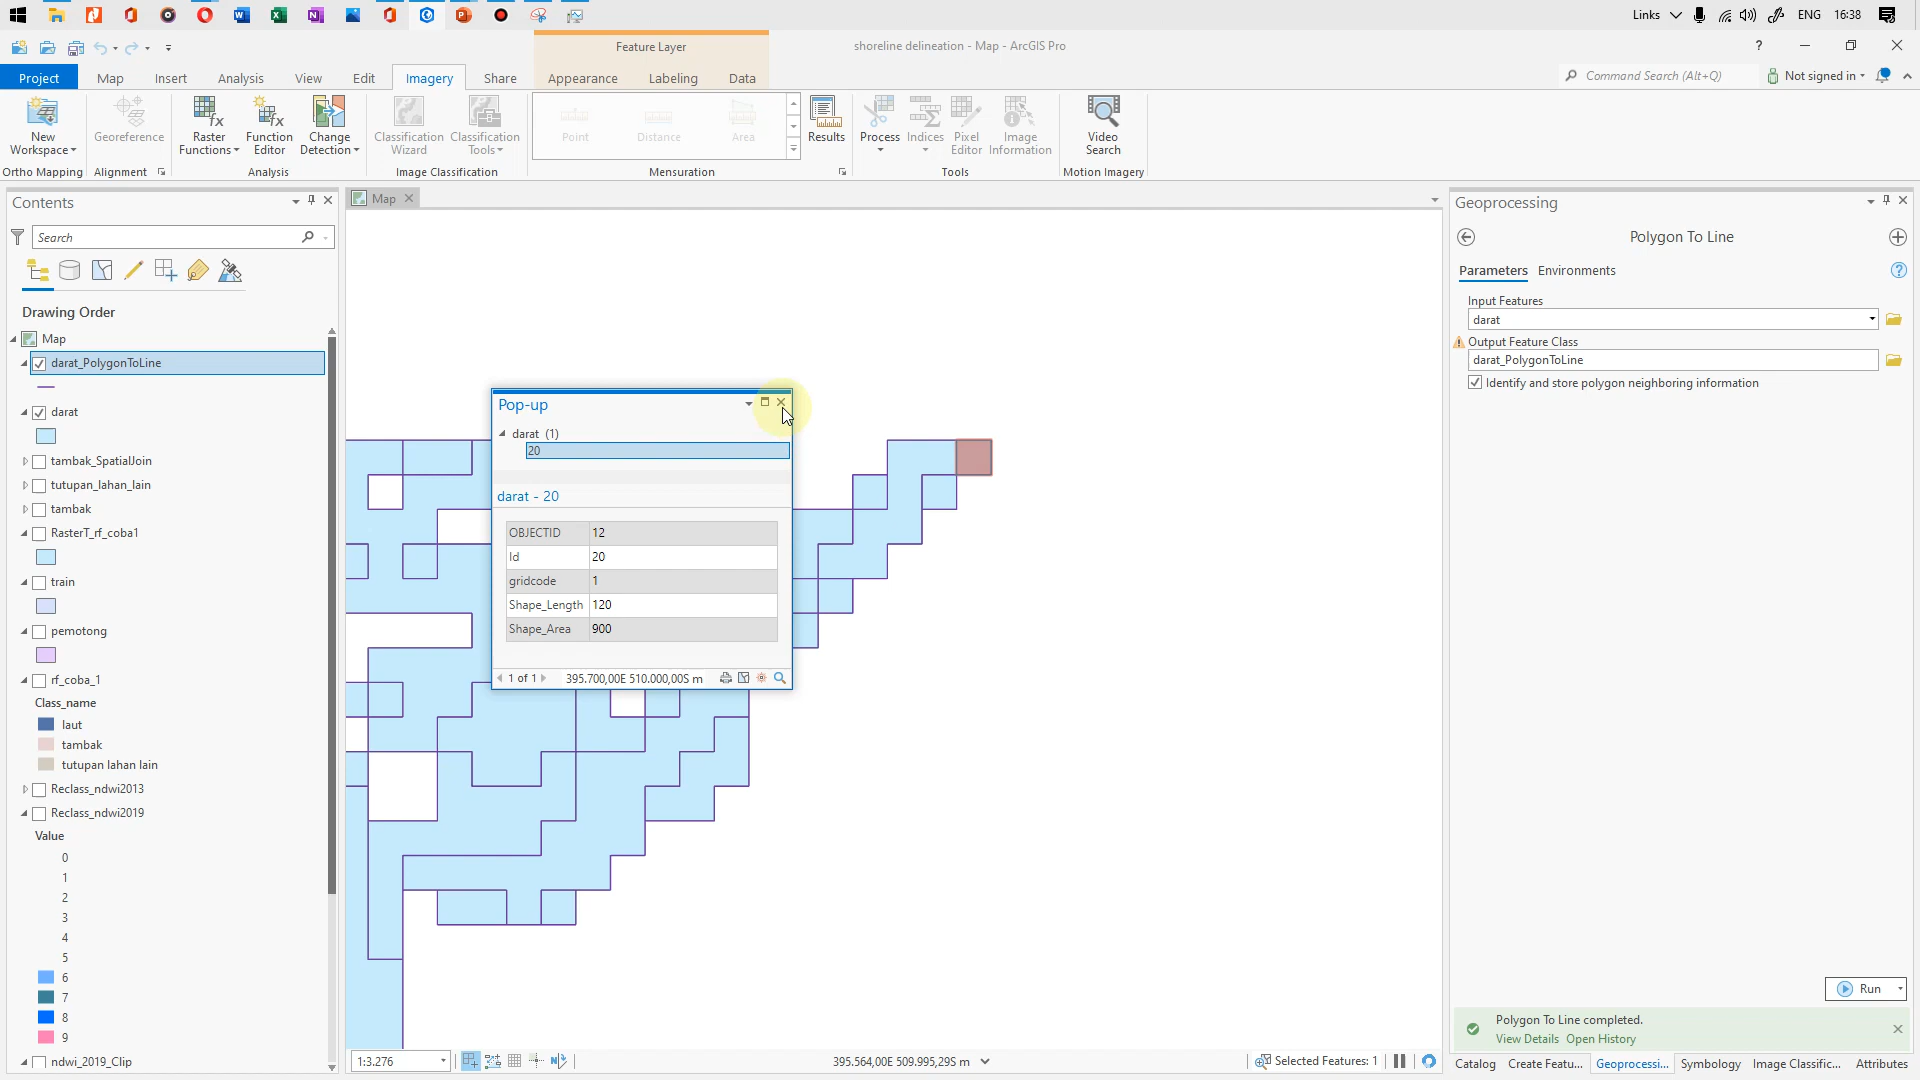 Links ENG 16:38
Feature Layer
shoreline delineation - Map - ArcGIS Pro
?
Project Map Insert Analysis View Edit Imagery Share Appearance Labeling Data
Command Search (Alt+Q)
Not signed in
New Workspace
Georeference
Raster Functions
Function Editor
Change Detection
Classification Wizard
Classification Tools
Point
Distance
Area
Results
Process
Indices
Pixel Editor
Image Information
Video Search
Ortho Mapping
Alignment
Analysis
Image Classification
Mensuration
Tools
Motion Imagery
Contents
Search
Drawing Order
Map
darat_PolygonToLine
darat
tambak_SpatialJoin
tutupan_lahan_lain
tambak
RasterT_rf_coba1
train
pemotong
rf_coba_1
Class_name
laut
tambak
tutupan lahan lain
Reclass_ndwi2013
Reclass_ndwi2019
Value
0
1
2
3
4
5
6
7
8
9
ndwi_2019_Clip
Map
Pop-up
darat (1)
20
darat - 20
OBJECTID 12
Id 20
gridcode 1
Shape_Length 120
Shape_Area 900
1 of 1
395.700,00E 510.000,00S m
1:3.276
395.564,00E 509.995,29S m
Selected Features: 1
Geoprocessing
Polygon To Line
Parameters Environments
?
Input Features
darat
Output Feature Class
darat_PolygonToLine
Identify and store polygon neighboring information
Run
Polygon To Line completed.
View Details Open History
Catalog Create Featu... Geoprocessi... Symbology Image Classific... Attributes